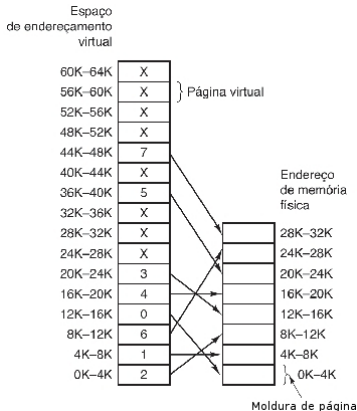 Espaço
de endereçamento
virtual
60K–64K X
56K–60K X Página virtual
52K–56K X
48K–52K X
44K–48K 7
40K–44K X
36K–40K 5
32K–36K X
28K–32K X
24K–28K X
20K–24K 3
16K–20K 4
12K–16K 0
8K–12K 6
4K–8K 1
0K–4K 2
Endereço
de memória
física
28K–32K
24K–28K
20K–24K
16K–20K
12K–16K
8K–12K
4K–8K
0K–4K
Moldura de página